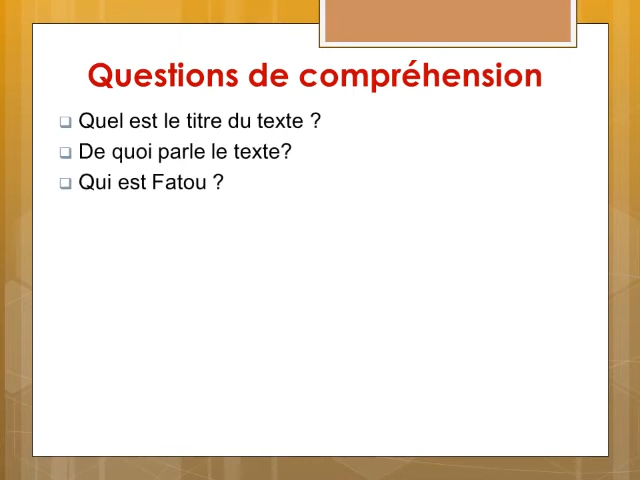 Questions de compréhension
Quel est le titre du texte ?
De quoi parle le texte?
Qui est Fatou ?